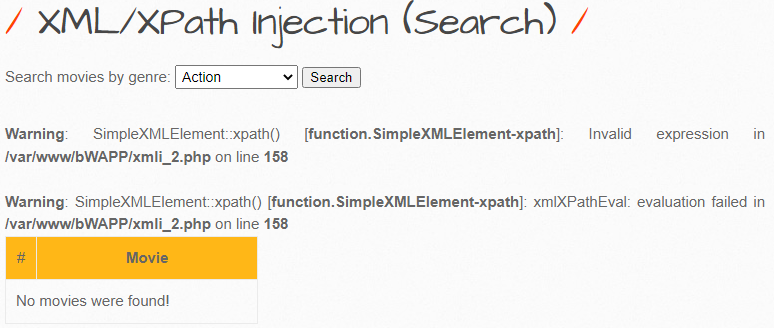 / XML/XPath Injection (Search) /
Search movies by genre: Action Search
Warning: SimpleXMLElement::xpath() [function.SimpleXMLElement-xpath]: Invalid expression in
/var/www/bWAPP/xmli_2.php on line 158
Warning: SimpleXMLElement::xpath() [function.SimpleXMLElement-xpath]: xmlXPathEval: evaluation failed in
/var/www/bWAPP/xmli_2.php on line 158
# Movie
No movies were found!